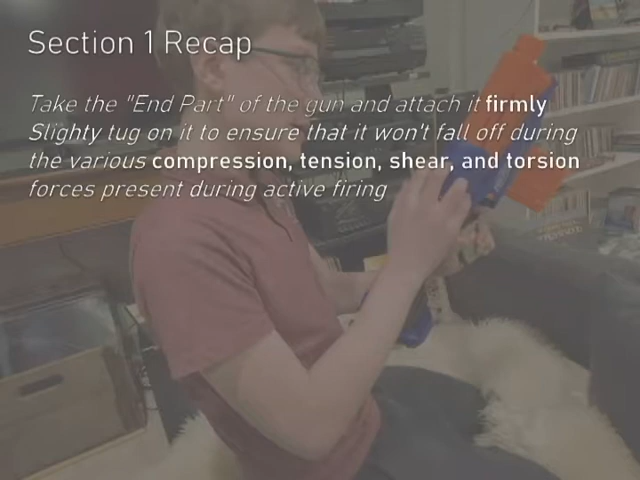 Section 1 Recap
Take the "End Part" of the gun and attach it firmly
Slighty tug on it to ensure that it won't fall off during
the various compression, tension, shear, and torsion
forces present during active firing